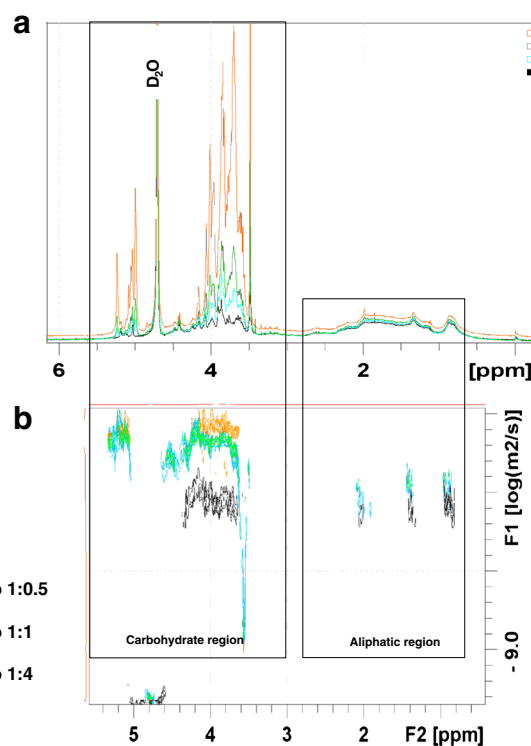 a
D2O
6 4 2 [ppm]
b
F1 [log(m2/s)]
- 9.0
1:0.5
1:1
1:4
Carbohydrate region
Aliphatic region
5 4 3 2 F2 [ppm]